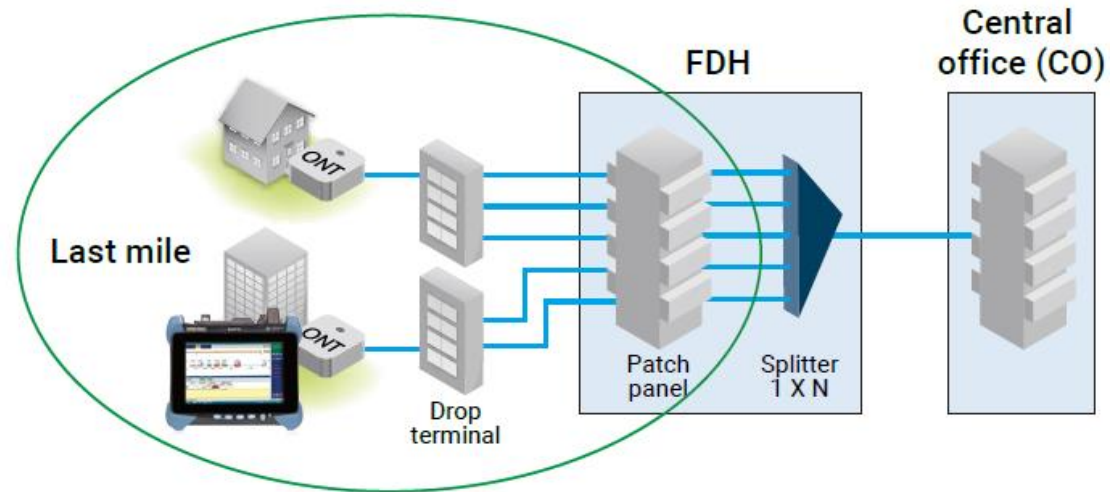 Central
office (CO)
FDH
ONT
Last mile
ONT
Patch
panel
Splitter
1 X N
Drop
terminal